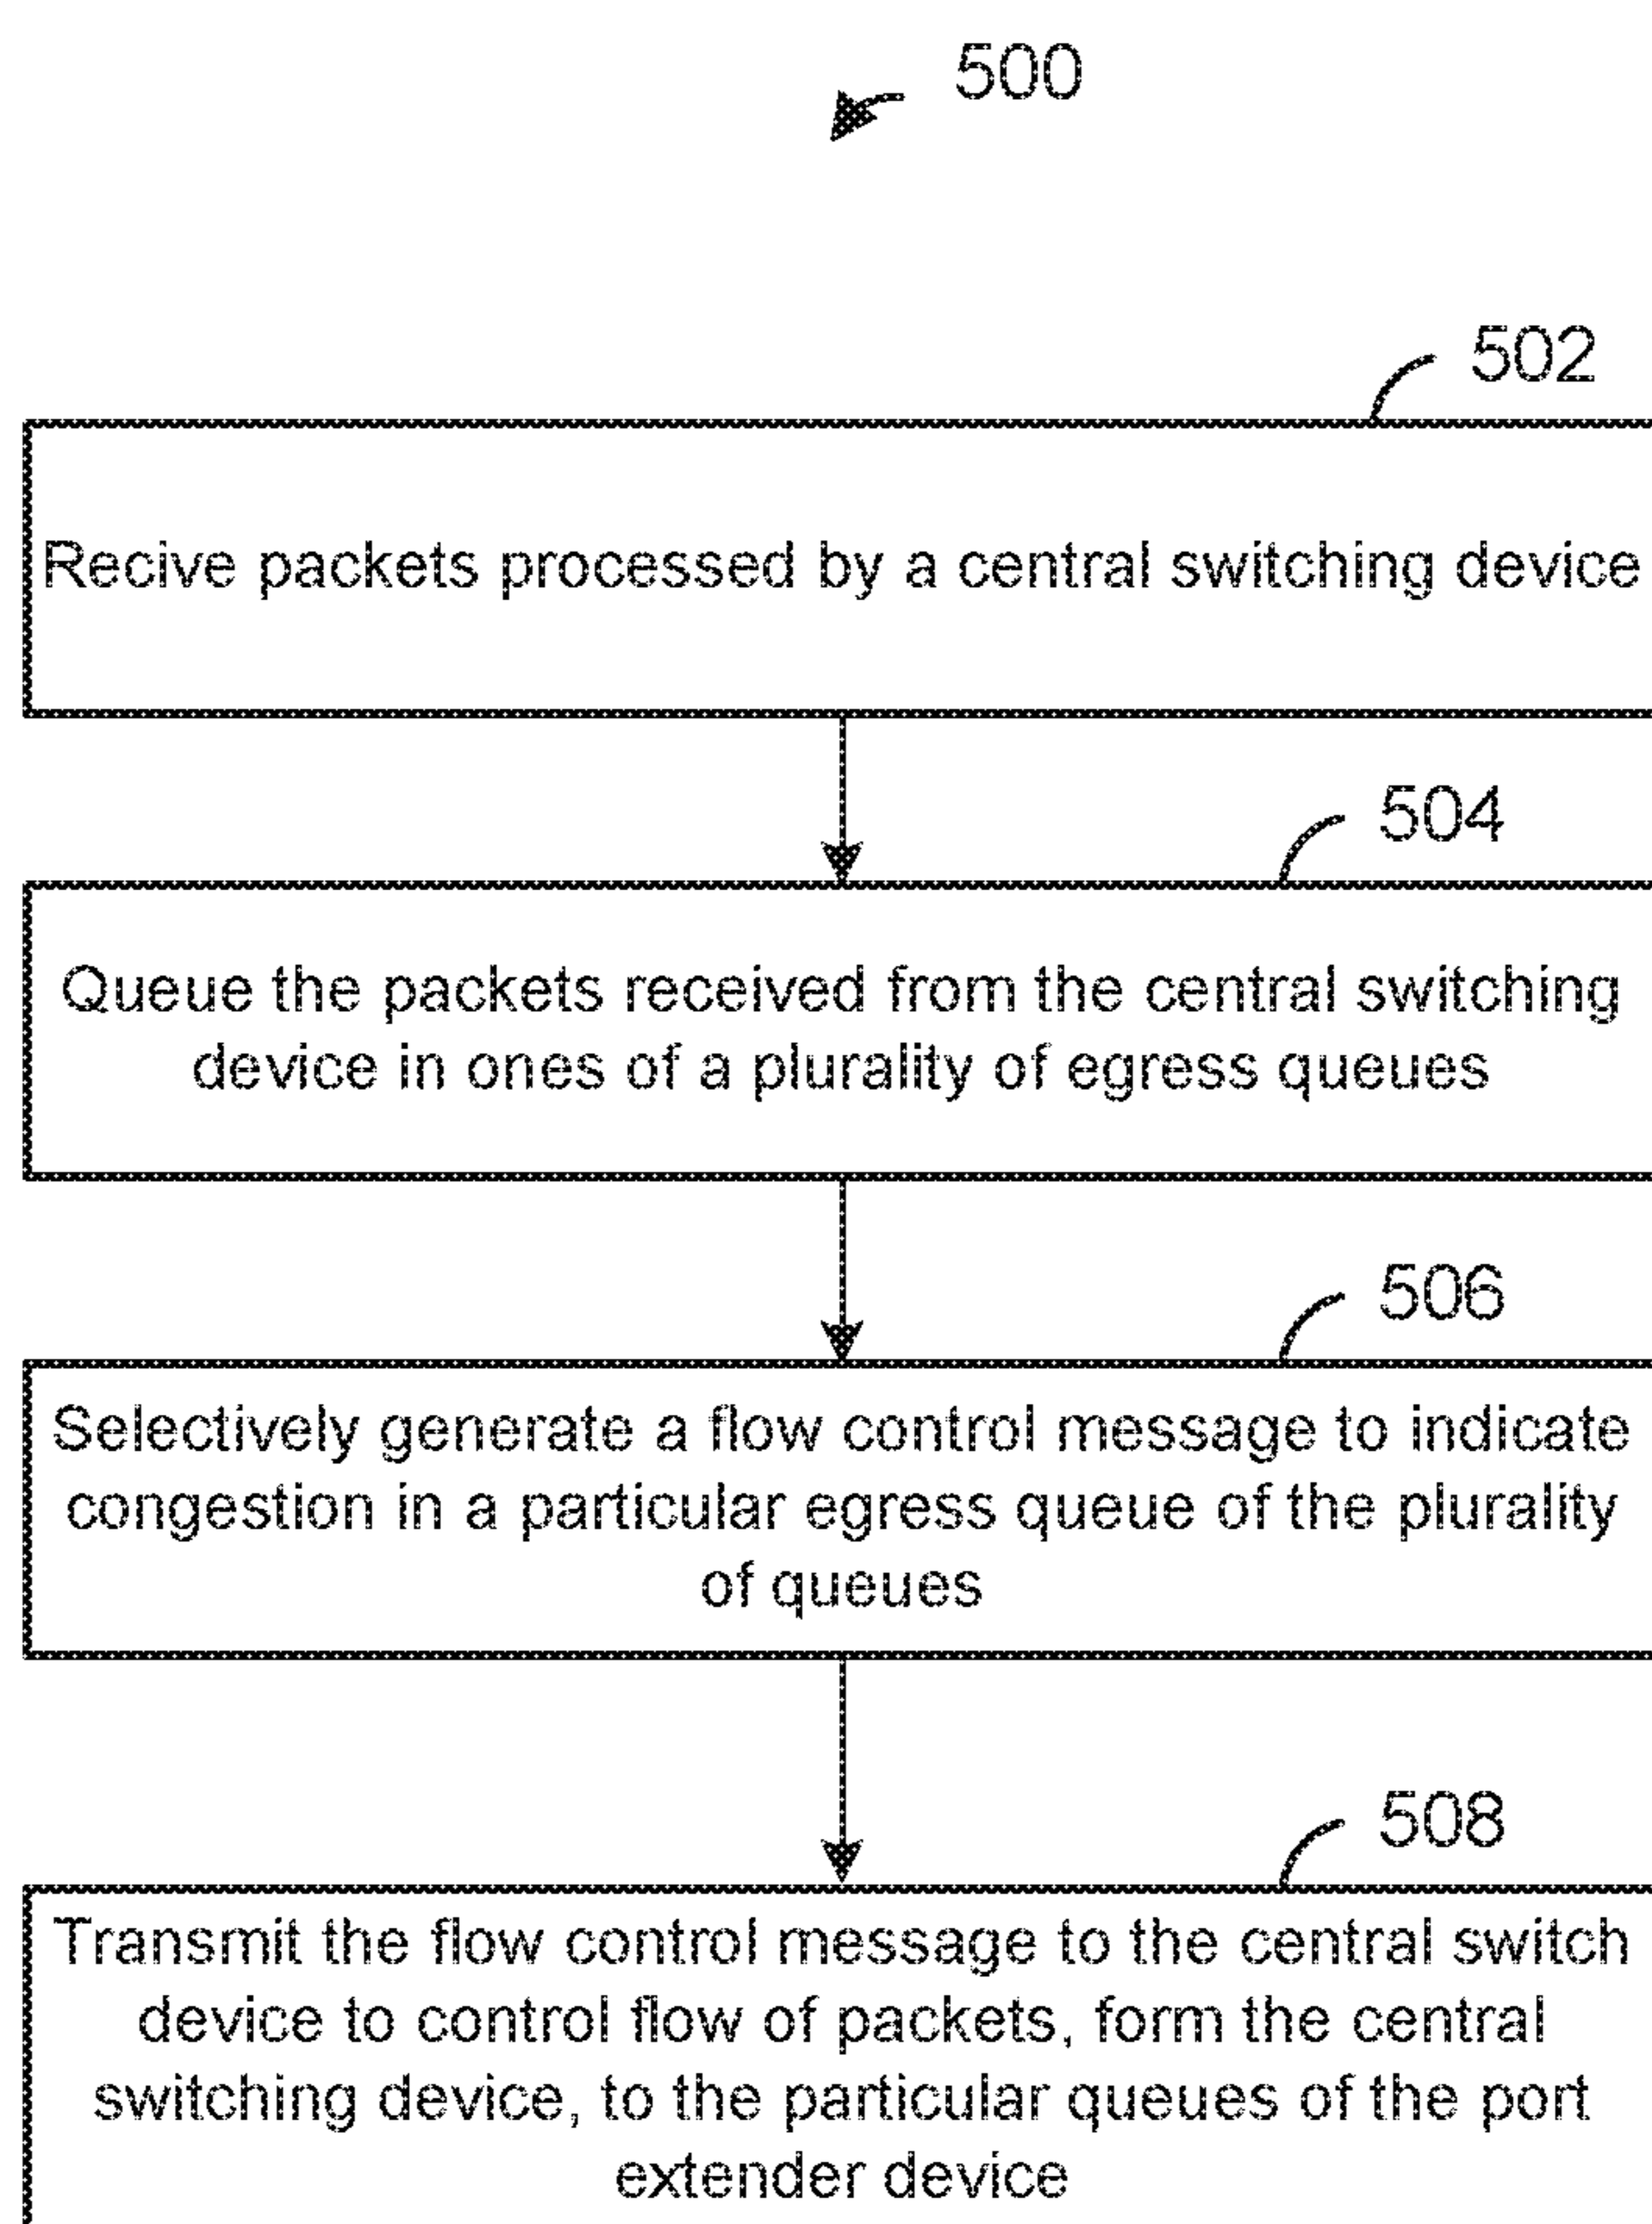 500
502
Recive packets processed by a central switching device
504
Queue the packets received from the central switching
device in ones of a plurality of egress queues
506
Selectively generate a flow control message to indicate
congestion in a particular egress queue of the plurality
of queues
508
Transmit the flow control message to the central switch
device to control flow of packets, form the central
switching device, to the particular queues of the port
extender device